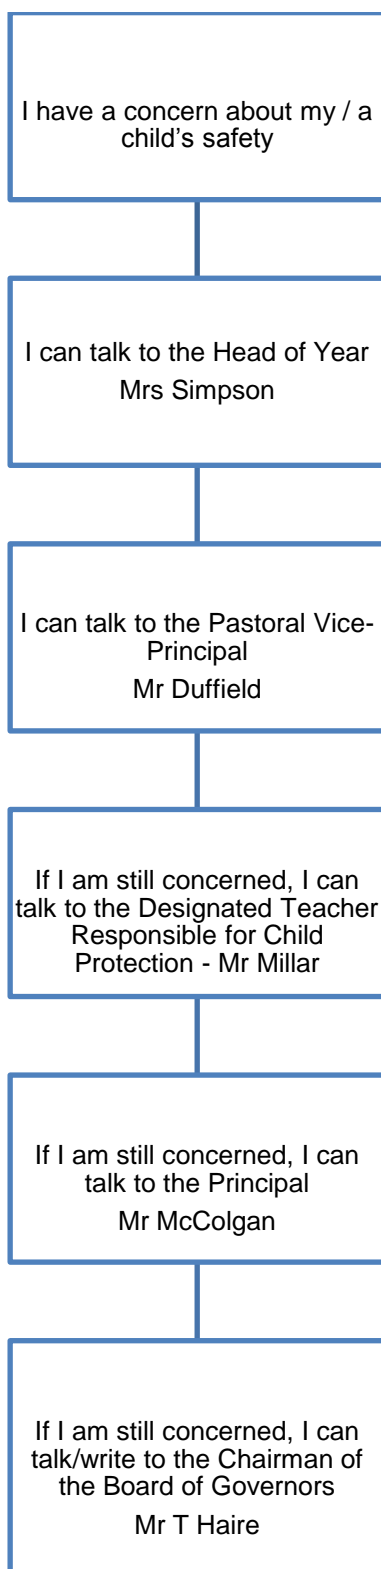 I have a concern about my / a
child’s safety
I can talk to the Head of Year
Mrs Simpson
I can talk to the Pastoral Vice-
Principal
Mr Duffield
If I am still concerned, I can
talk to the Designated Teacher
Responsible for Child
Protection - Mr Millar
If I am still concerned, I can
talk to the Principal
Mr McColgan
If I am still concerned, I can
talk/write to the Chairman of
the Board of Governors
Mr T Haire